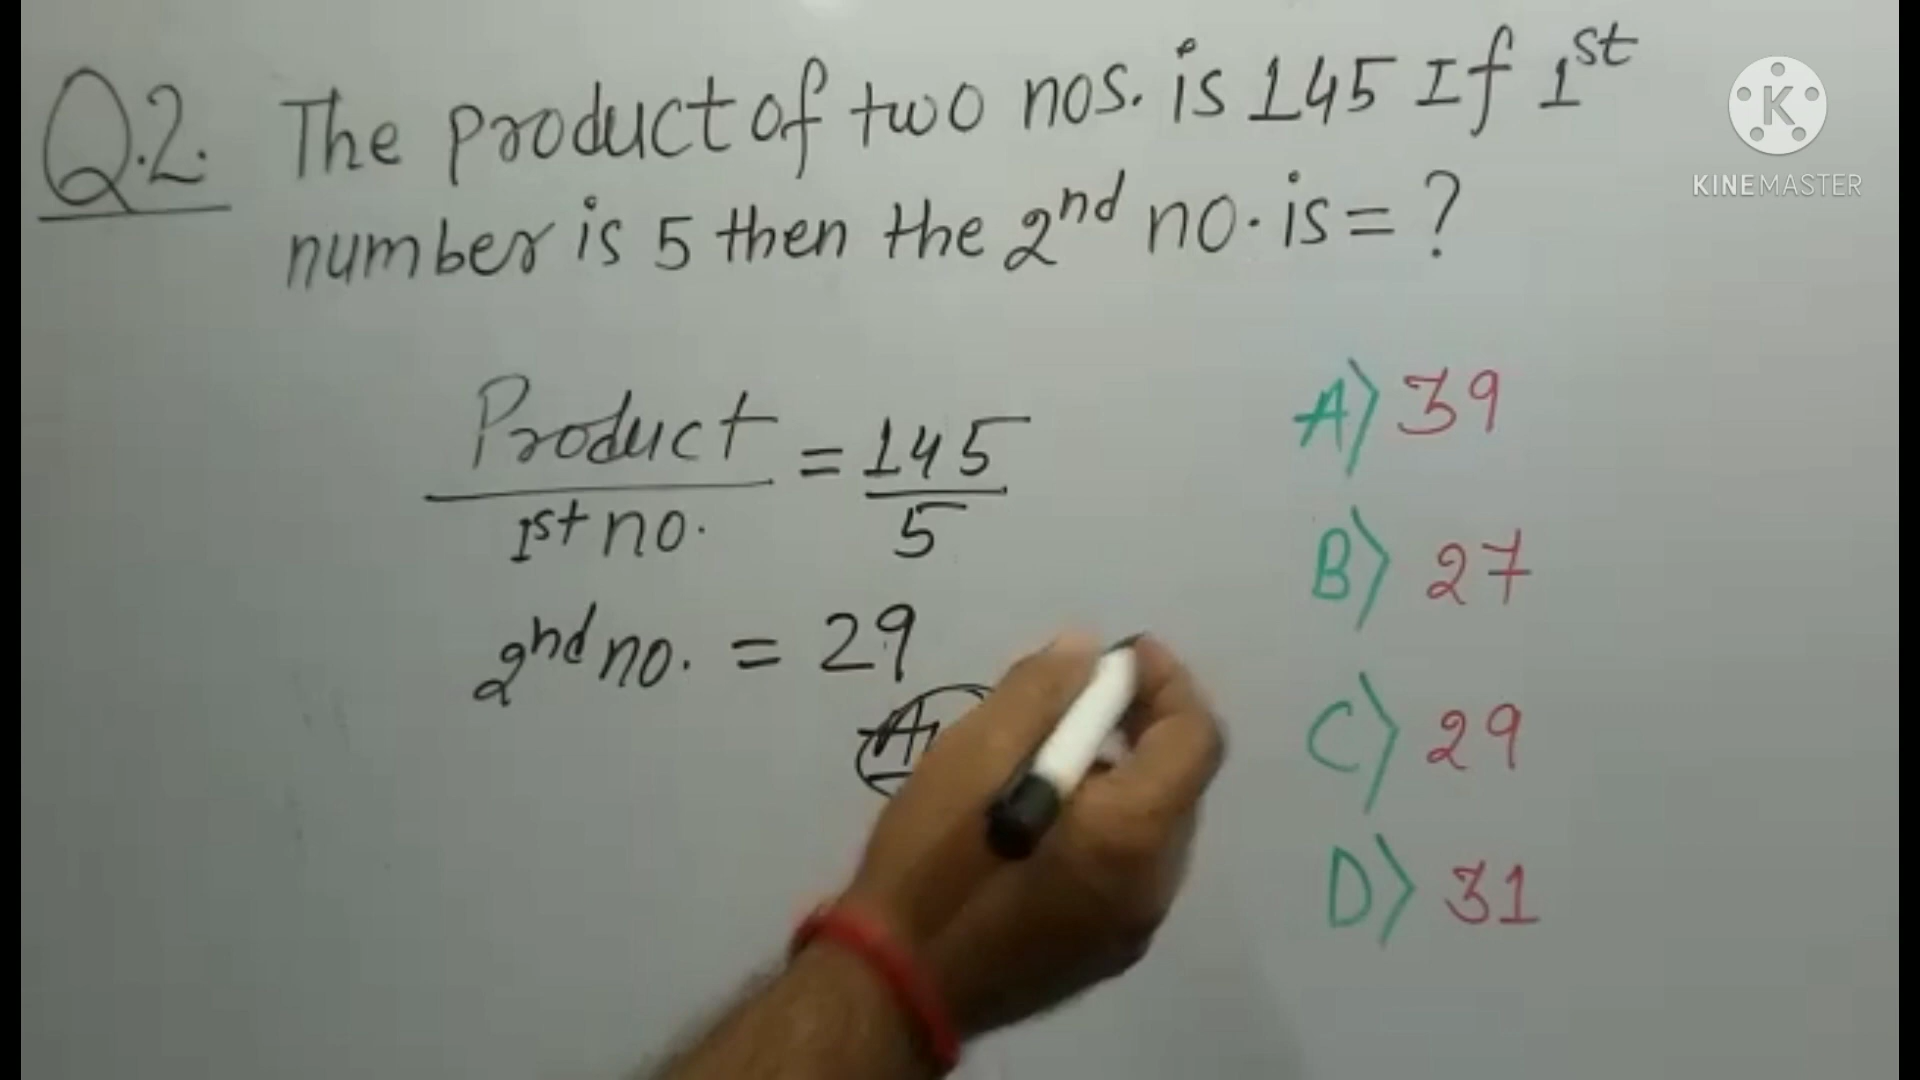 Q.2. The product of two nos. is 145 If 1st
number is 5 then the 2nd no. is = ?
Product = 145
1st no. 5
2nd no. = 29
A) 39
B) 27
C) 29
D) 31
K
KINEMASTER